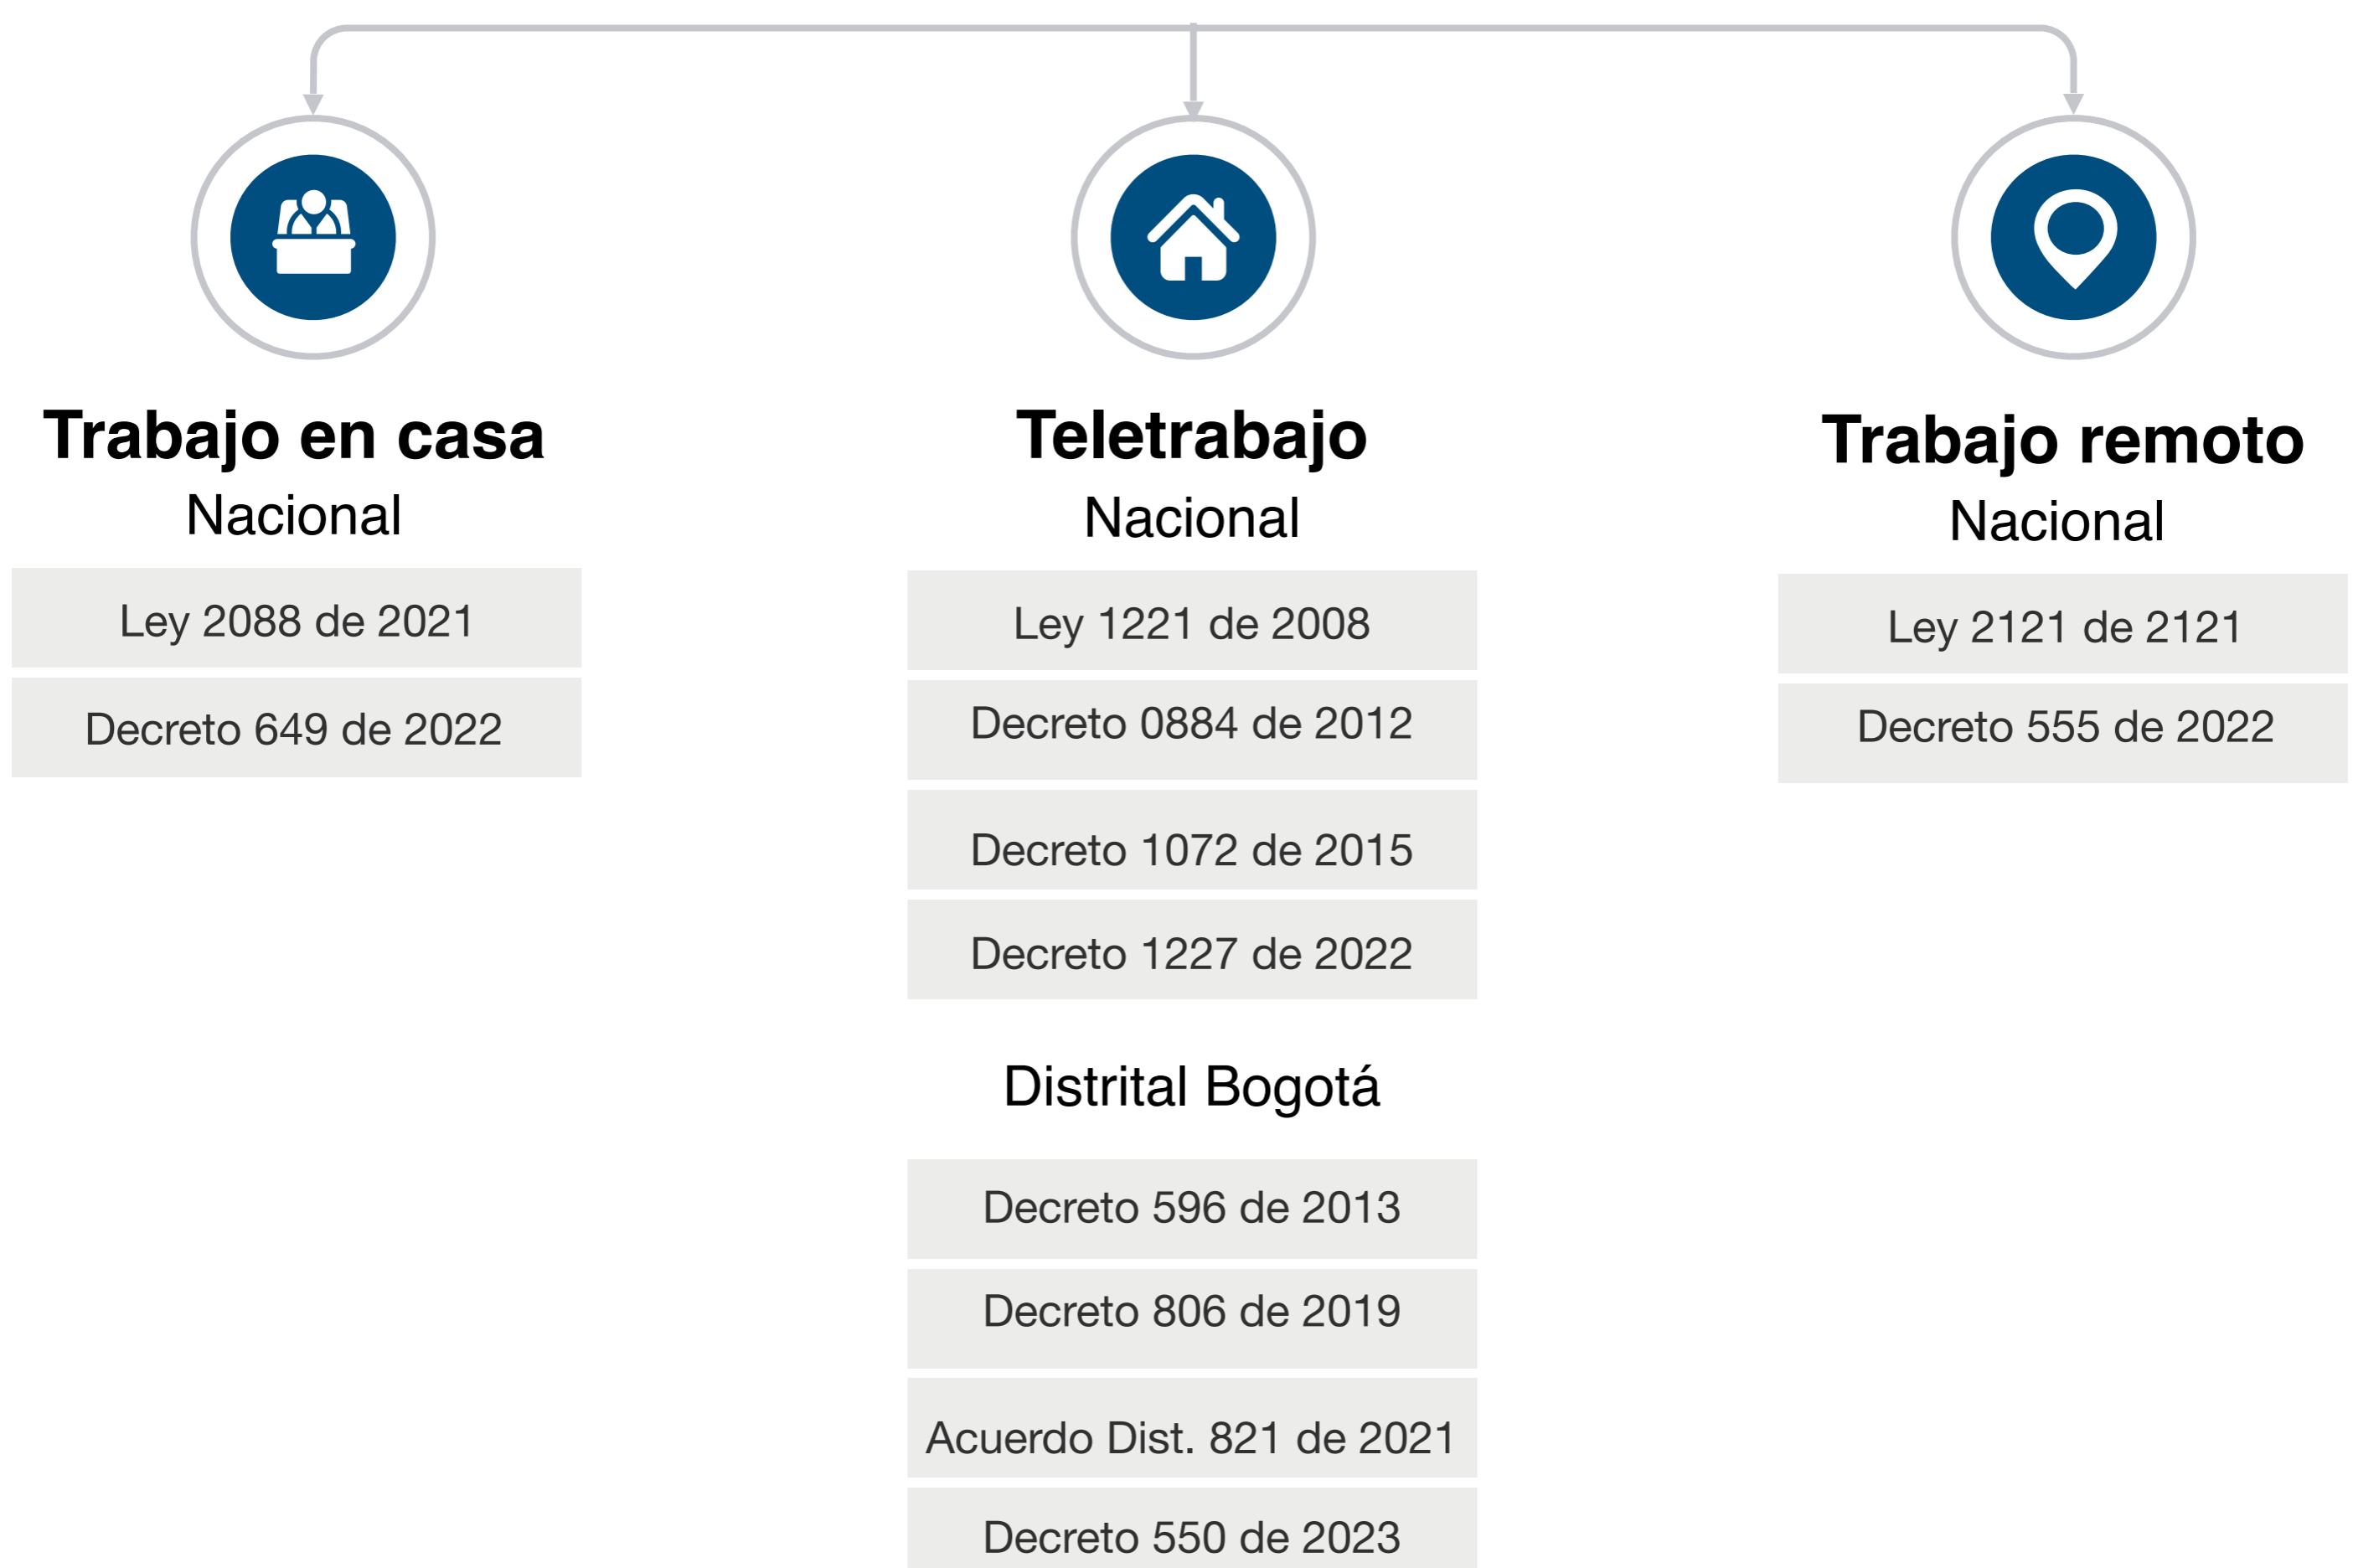 Trabajo en casa
Nacional
Ley 2088 de 2021
Decreto 649 de 2022
Teletrabajo
Nacional
Ley 1221 de 2008
Decreto 0884 de 2012
Decreto 1072 de 2015
Decreto 1227 de 2022
Distrital Bogotá
Decreto 596 de 2013
Decreto 806 de 2019
Acuerdo Dist. 821 de 2021
Decreto 550 de 2023
Trabajo remoto
Nacional
Ley 2121 de 2121
Decreto 555 de 2022